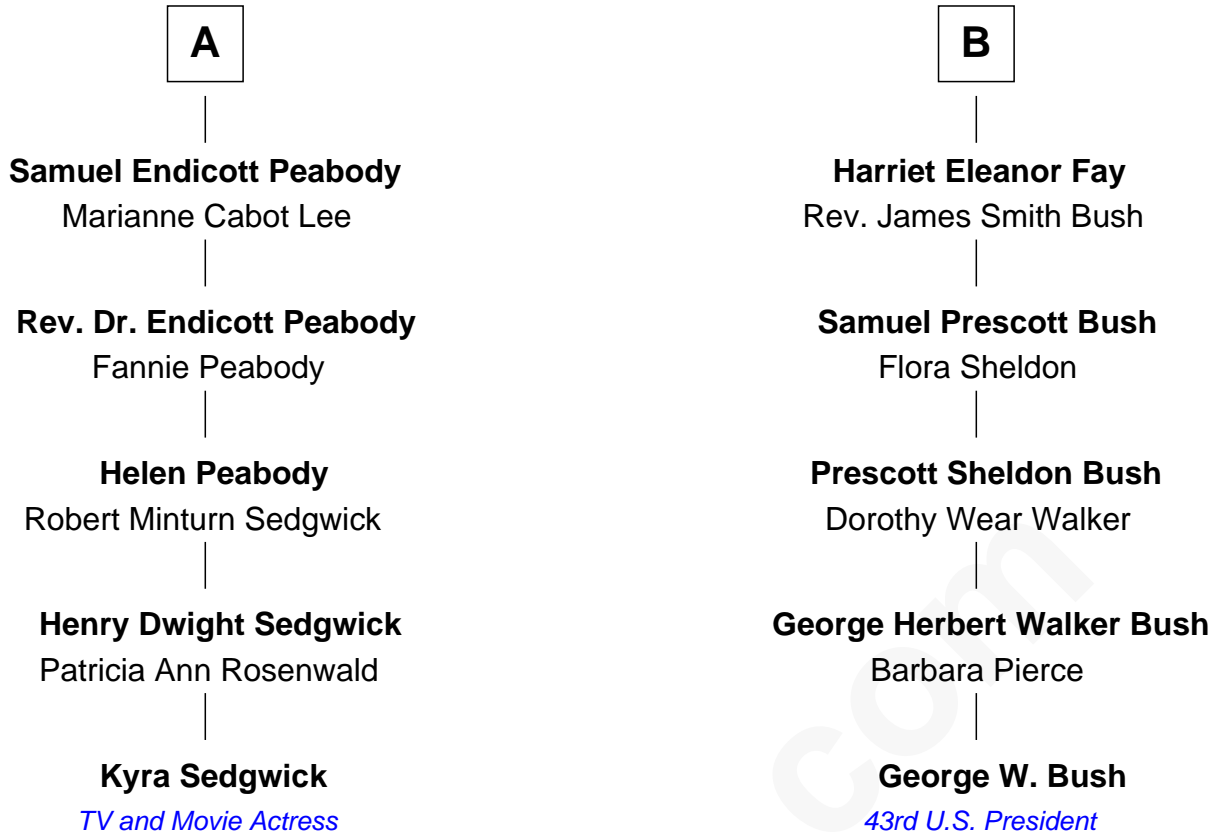 A
Samuel Endicott Peabody
Marianne Cabot Lee
Rev. Dr. Endicott Peabody
Fannie Peabody
Helen Peabody
Robert Minturn Sedgwick
Henry Dwight Sedgwick
Patricia Ann Rosenwald
Kyra Sedgwick
TV and Movie Actress
B
Harriet Eleanor Fay
Rev. James Smith Bush
Samuel Prescott Bush
Flora Sheldon
Prescott Sheldon Bush
Dorothy Wear Walker
George Herbert Walker Bush
Barbara Pierce
George W. Bush
43rd U.S. President
com